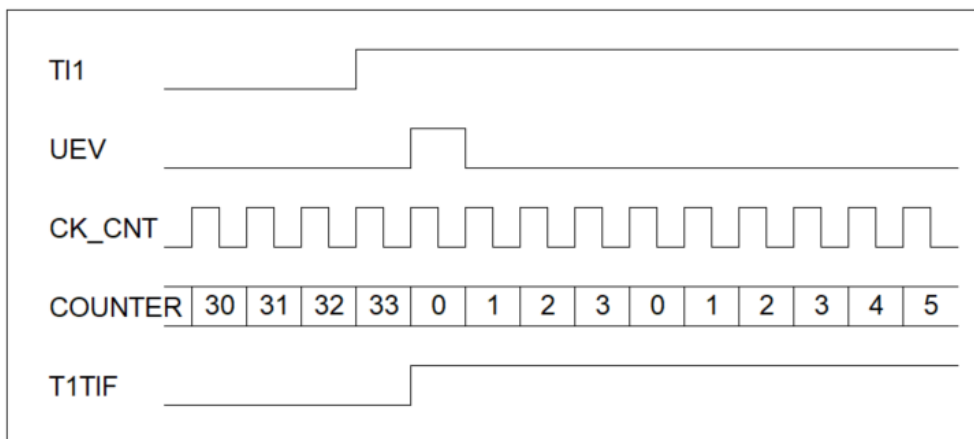 TI1
UEV
CK_CNT
COUNTER 30 31 32 33 0 1 2 3 0 1 2 3 4 5
T1TIF